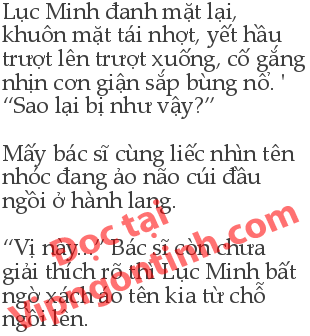 Lục Minh đanh mặt lại,
khuôn mặt tái nhợt, yết hầu
trượt lên trượt xuống, cố gắng
nhịn cơn giận sắp bùng nổ. '
“Sao lại bị như vậy?”
Mấy bác sĩ cùng liếc nhìn tên
nhóc đang ảo não cúi đầu
ngồi ở hành lang.
“Vị này...” Bác sĩ còn chưa
giải thích rõ thì Lục Minh bất
ngờ xách áo tên kia từ chỗ
ngồi lên.
Đọc tại
Vipngontinh.com